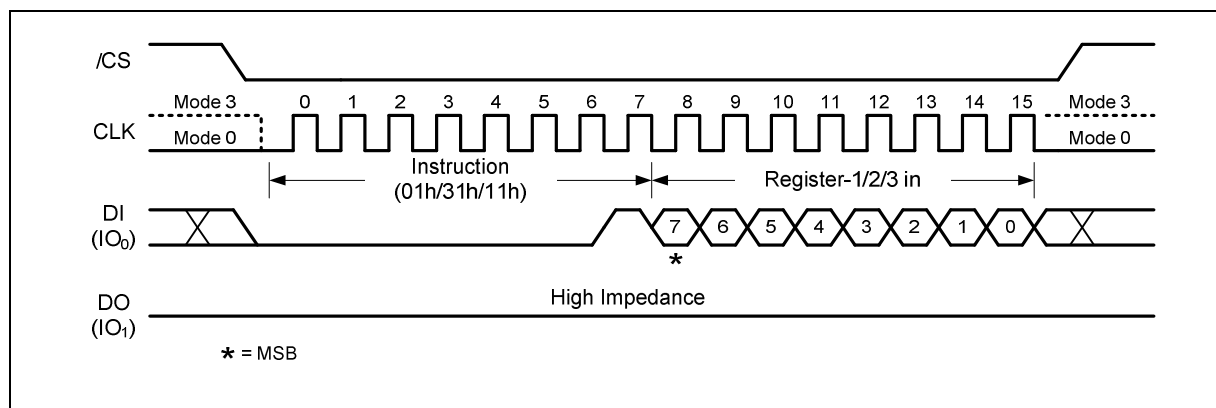 /CS
Mode 3
0 1 2 3 4 5 6 7 8 9 10 11 12 13 14 15
Mode 3
CLK
Mode 0
Mode 0
Instruction
(01h/31h/11h)
Register-1/2/3 in
DI
(IO₀)
7 6 5 4 3 2 1 0
*
DO
(IO₁)
High Impedance
* = MSB